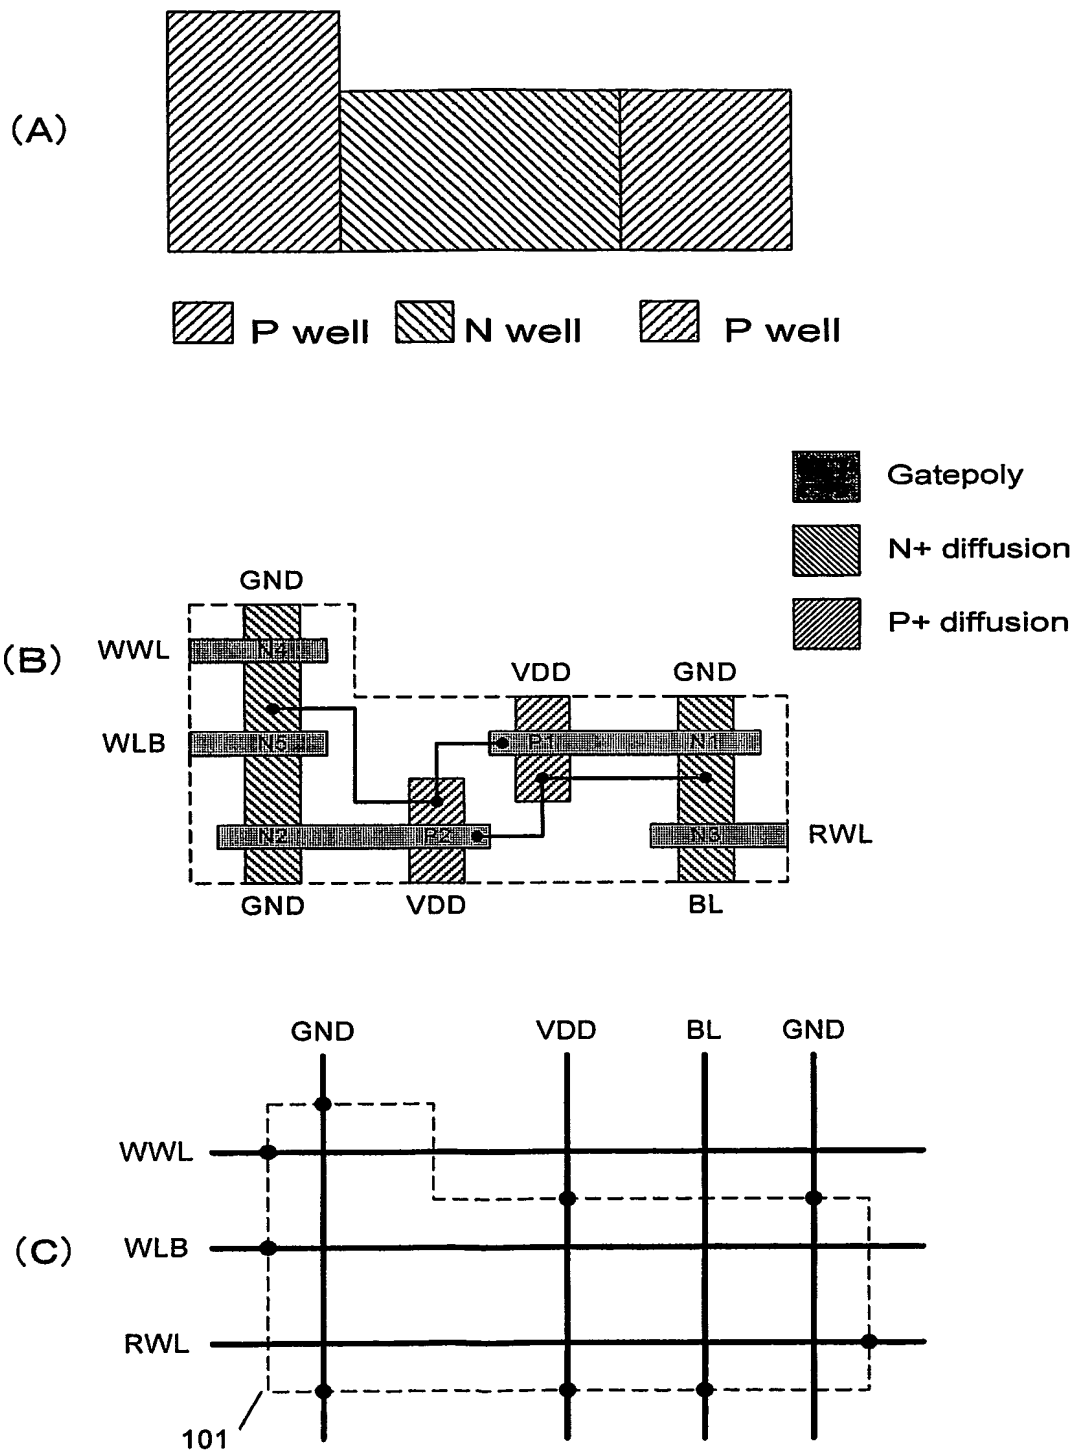 (A)
P well
N well
P well
Gatepoly
N+ diffusion
P+ diffusion
(B)
GND
WWL
N4
VDD
GND
WLB
N5
P1
N1
N2
P2
N3
RWL
GND
VDD
BL
(C)
GND
VDD
BL
GND
WWL
WLB
RWL
101